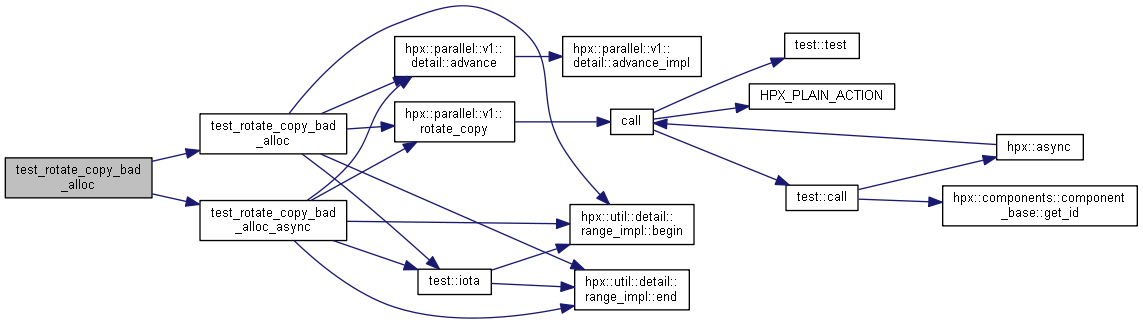 test_rotate_copy_bad
_alloc
test_rotate_copy_bad
_alloc
test_rotate_copy_bad
_alloc_async
hpx::parallel::v1::
detail::advance
hpx::parallel::v1::
rotate_copy
test::iota
hpx::parallel::v1::
detail::advance_impl
hpx::util::detail::
range_impl::begin
hpx::util::detail::
range_impl::end
call
test::test
HPX_PLAIN_ACTION
test::call
hpx::async
hpx::components::component
_base::get_id